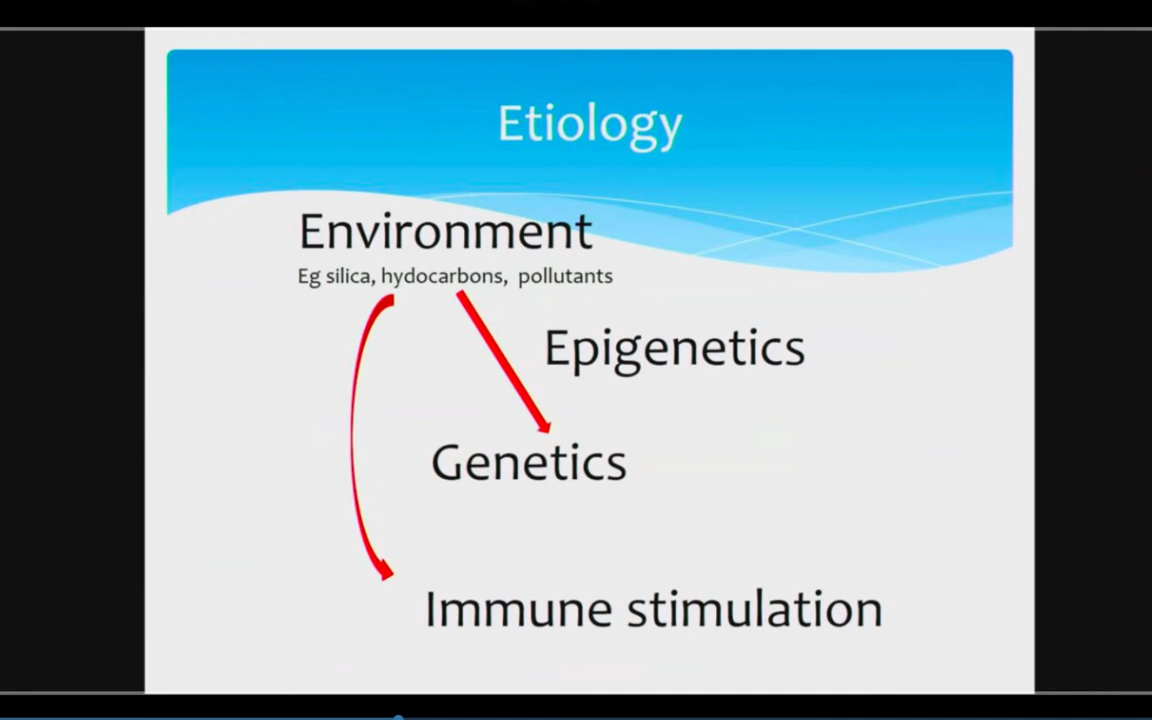 Etiology
Environment
Eg silica, hydocarbons, pollutants
Epigenetics
Genetics
Immune stimulation